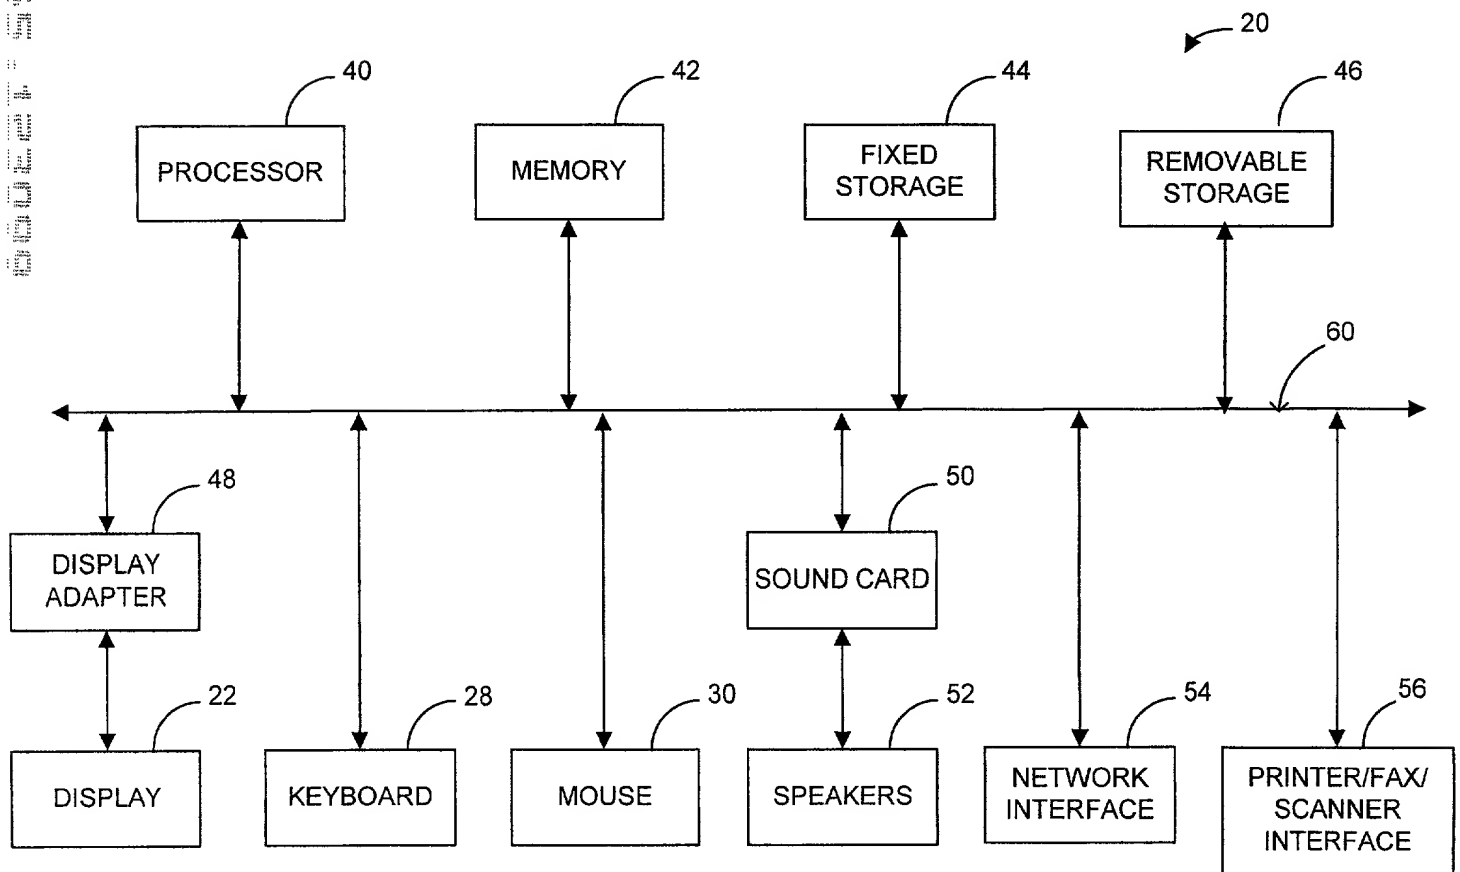 20
40
42
44
46
PROCESSOR
MEMORY
FIXED
STORAGE
REMOVABLE
STORAGE
60
48
50
DISPLAY
ADAPTER
SOUND CARD
22
28
30
52
54
56
DISPLAY
KEYBOARD
MOUSE
SPEAKERS
NETWORK
INTERFACE
PRINTER/FAX/
SCANNER
INTERFACE